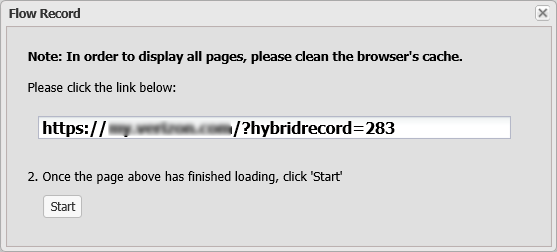 Flow Record
Note: In order to display all pages, please clean the browser's cache.
Please click the link below:
https:// /?hybridrecord=283
2. Once the page above has finished loading, click 'Start'
Start